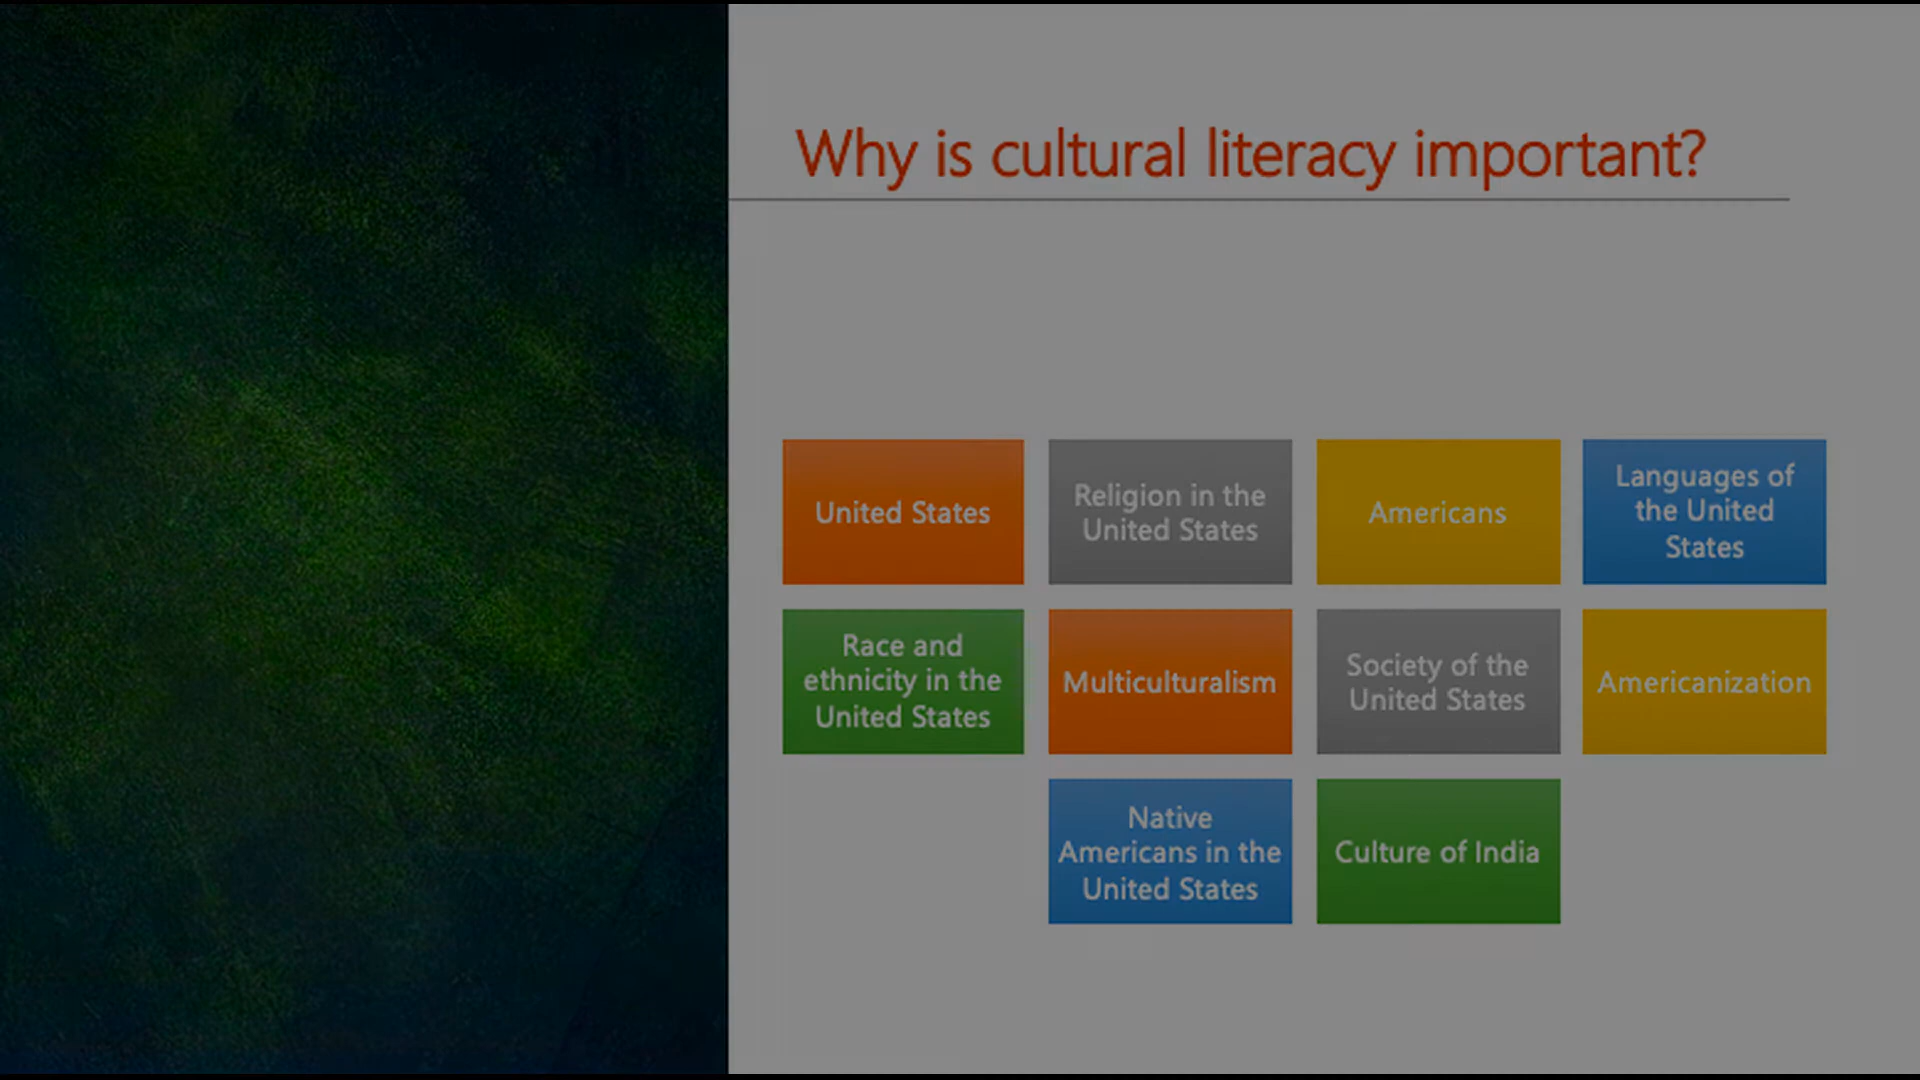 Why is cultural literacy important?
United States
Religion in the
United States
Americans
Languages of
the United
States
Race and
ethnicity in the
United States
Multiculturalism
Society of the
United States
Americanization
Native
Americans in the
United States
Culture of India